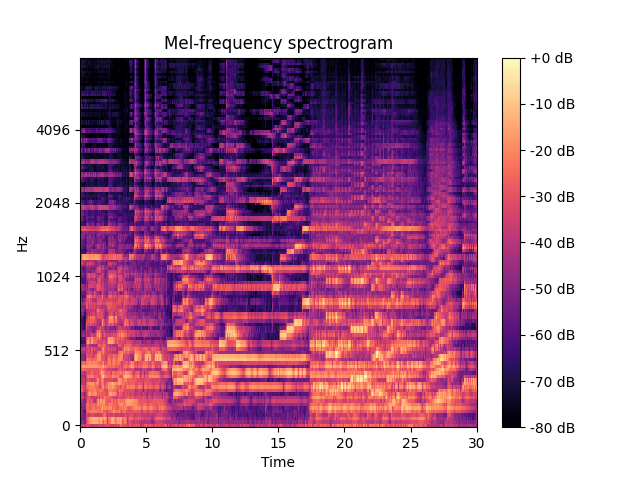 Mel-frequency spectrogram
Hz
4096
2048
1024
512
0
0 5 10 15 20 25 30
Time
+0 dB
-10 dB
-20 dB
-30 dB
-40 dB
-50 dB
-60 dB
-70 dB
-80 dB